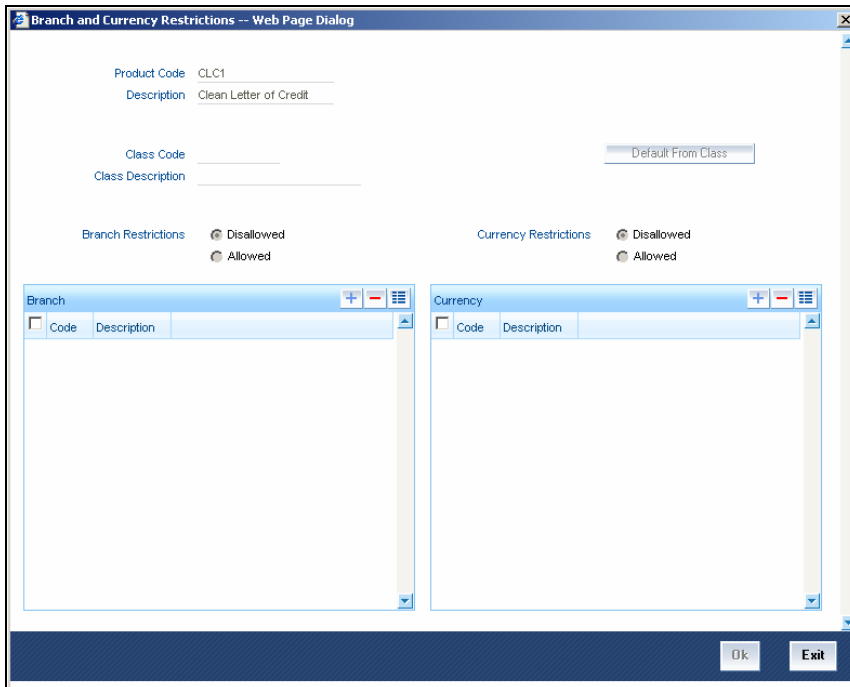 Branch and Currency Restrictions -- Web Page Dialog
Product Code CLC1
Description Clean Letter of Credit
Class Code
Default From Class
Class Description
Branch Restrictions Disallowed
Allowed
Currency Restrictions Disallowed
Allowed
Branch
Code Description
Currency
Code Description
Ok Exit